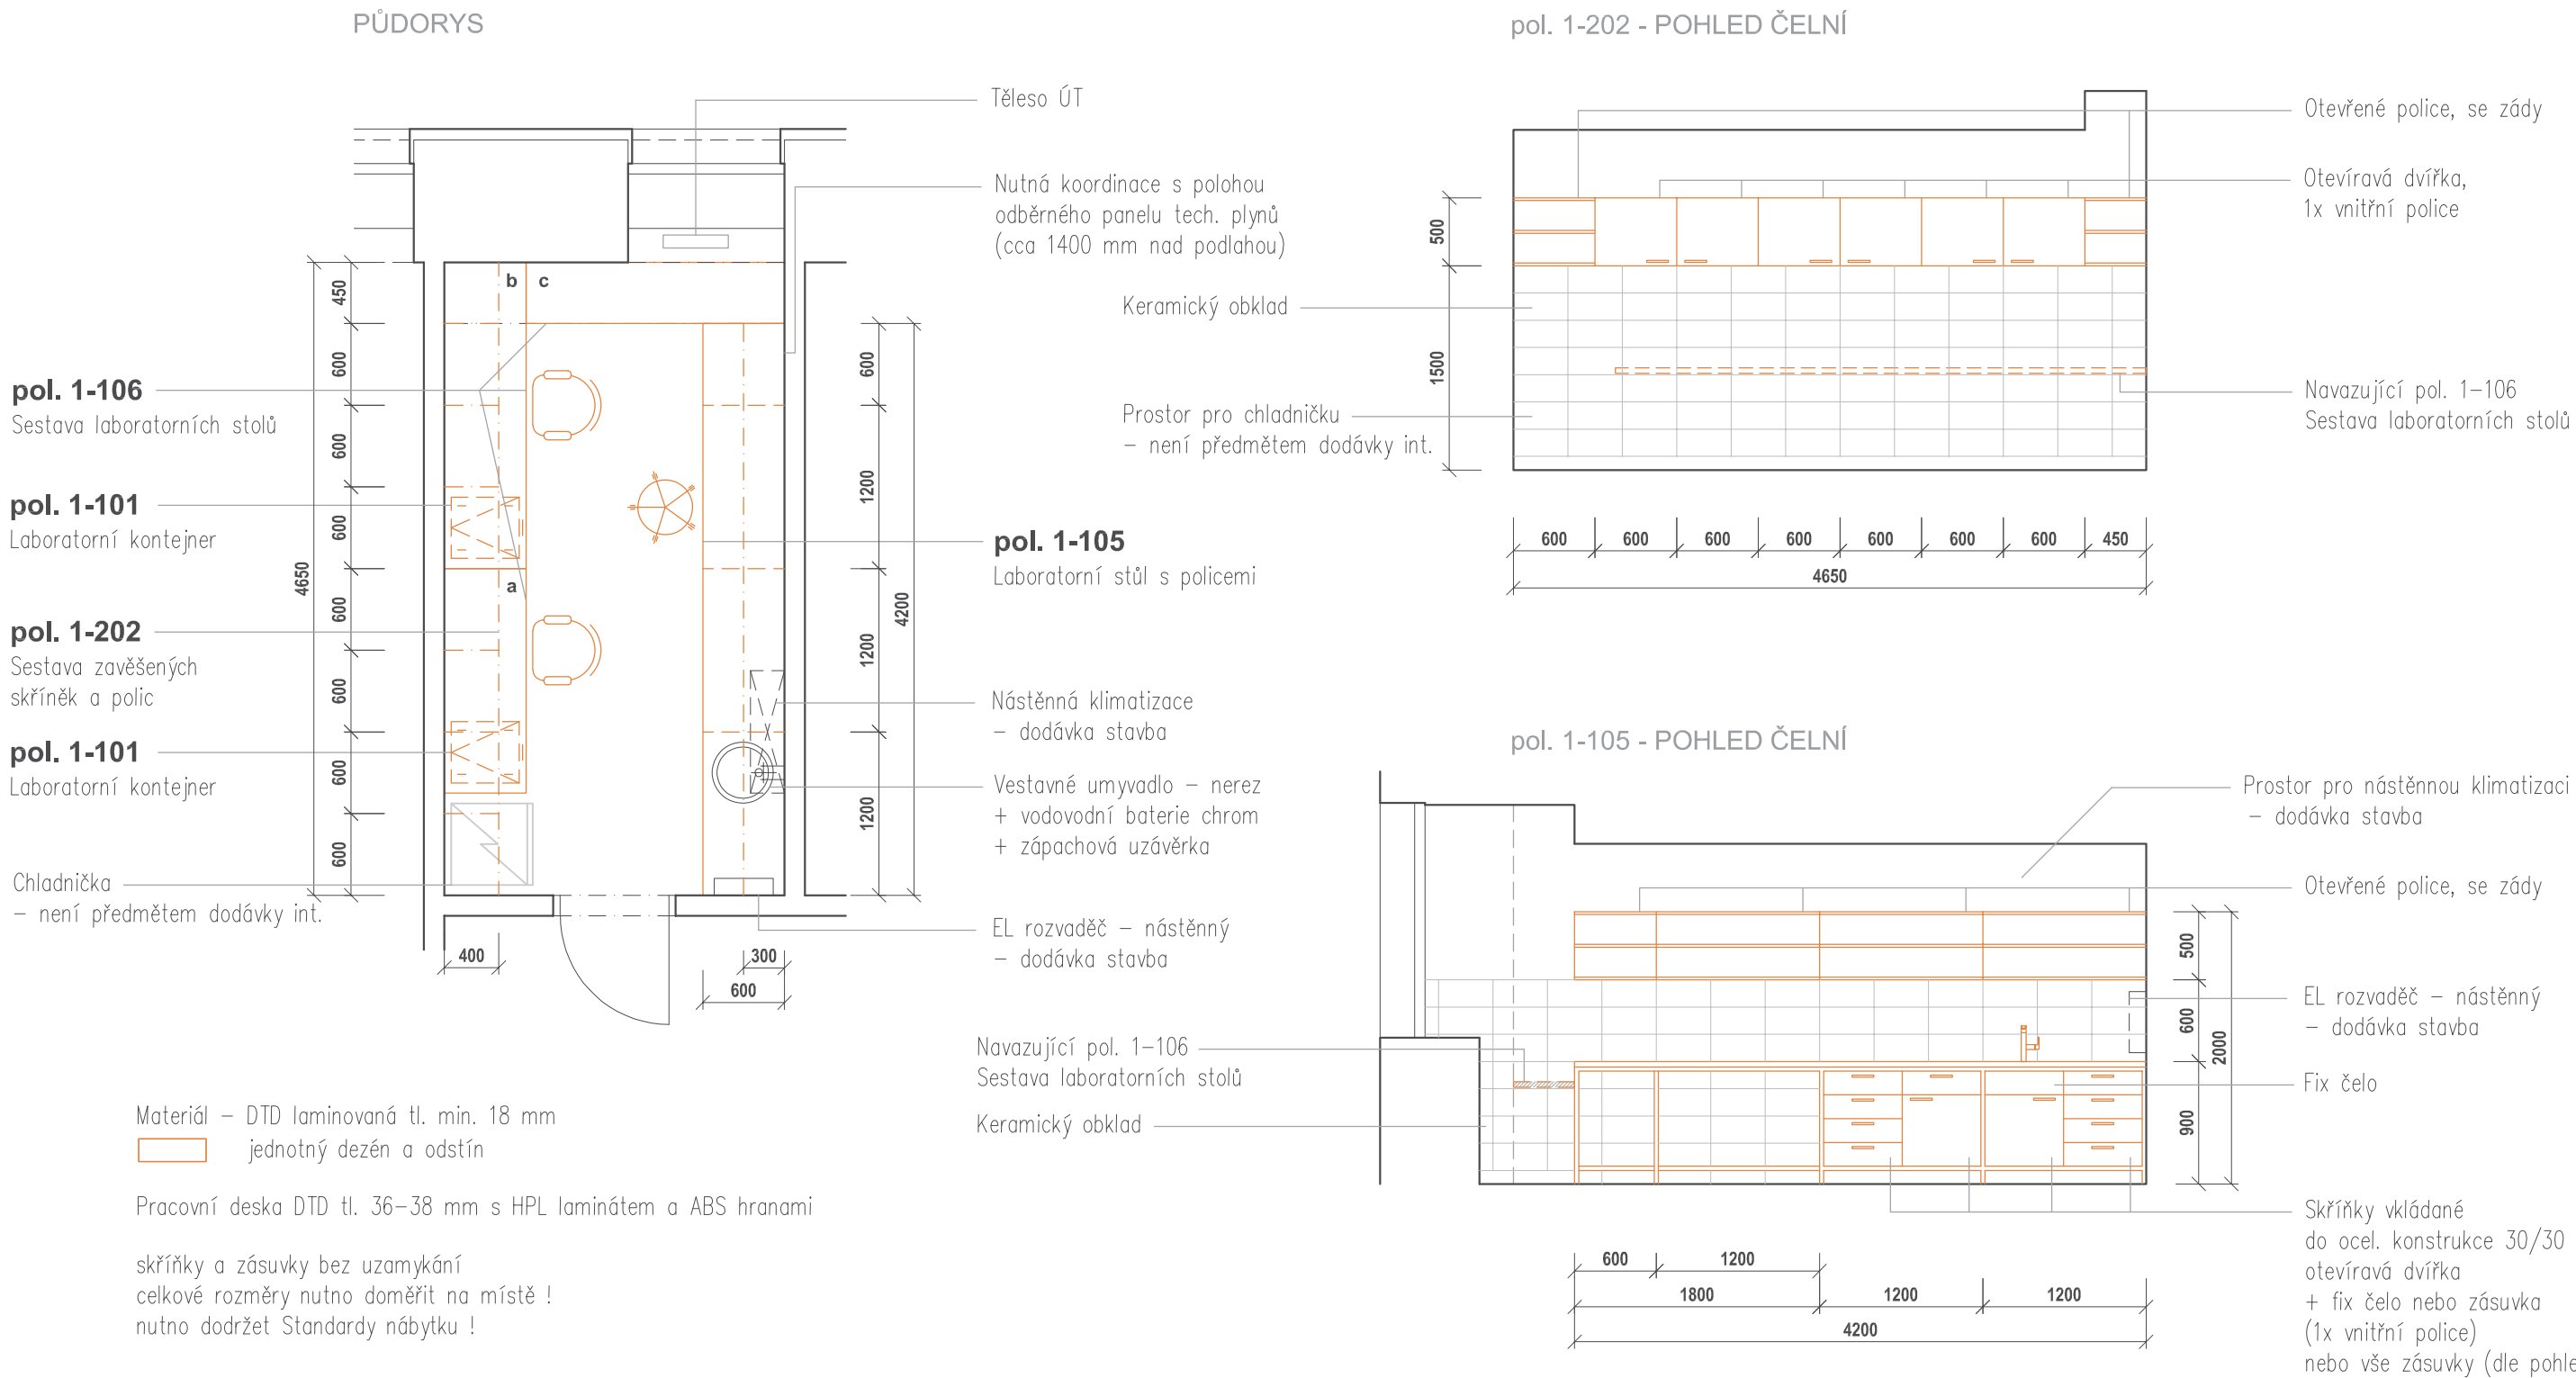 PŮDORYS
Těleso ÚT
Nutná koordinace s polohou
odběrného panelu tech. plynů
(cca 1400 mm nad podlahou)
b c
a
pol. 1-106
Sestava laboratorních stolů
pol. 1-101
Laboratorní kontejner
pol. 1-202
Sestava zavěšených
skříněk a polic
pol. 1-101
Laboratorní kontejner
Chladnička
– není předmětem dodávky int.
4650
450
600
600
600
600
600
600
600
400
600
1200
1200
1200
4200
300
600
pol. 1-105
Laboratorní stůl s policemi
Nástěnná klimatizace
– dodávka stavba
Vestavné umyvadlo – nerez
+ vodovodní baterie chrom
+ zápachová uzávěrka
EL rozvaděč – nástěnný
– dodávka stavba
Materiál – DTD laminovaná tl. min. 18 mm
jednotný dezén a odstín
Pracovní deska DTD tl. 36–38 mm s HPL laminátem a ABS hranami
skříňky a zásuvky bez uzamykání
celkové rozměry nutno doměřit na místě !
nutno dodržet Standardy nábytku !
pol. 1-202 - POHLED ČELNÍ
Otevřené police, se zády
Otevíravá dvířka,
1x vnitřní police
500
1500
Keramický obklad
Prostor pro chladničku
– není předmětem dodávky int.
Navazující pol. 1–106
Sestava laboratorních stolů
600 600 600 600 600 600 600 450
4650
pol. 1-105 - POHLED ČELNÍ
Prostor pro nástěnnou klimatizaci
– dodávka stavba
Otevřené police, se zády
500
600
900
2000
EL rozvaděč – nástěnný
– dodávka stavba
Fix čelo
Navazující pol. 1–106
Sestava laboratorních stolů
Keramický obklad
Skříňky vkládané
do ocel. konstrukce 30/30
otevíravá dvířka
+ fix čelo nebo zásuvka
(1x vnitřní police)
nebo vše zásuvky (dle pohle
600 1200
1800 1200 1200
4200